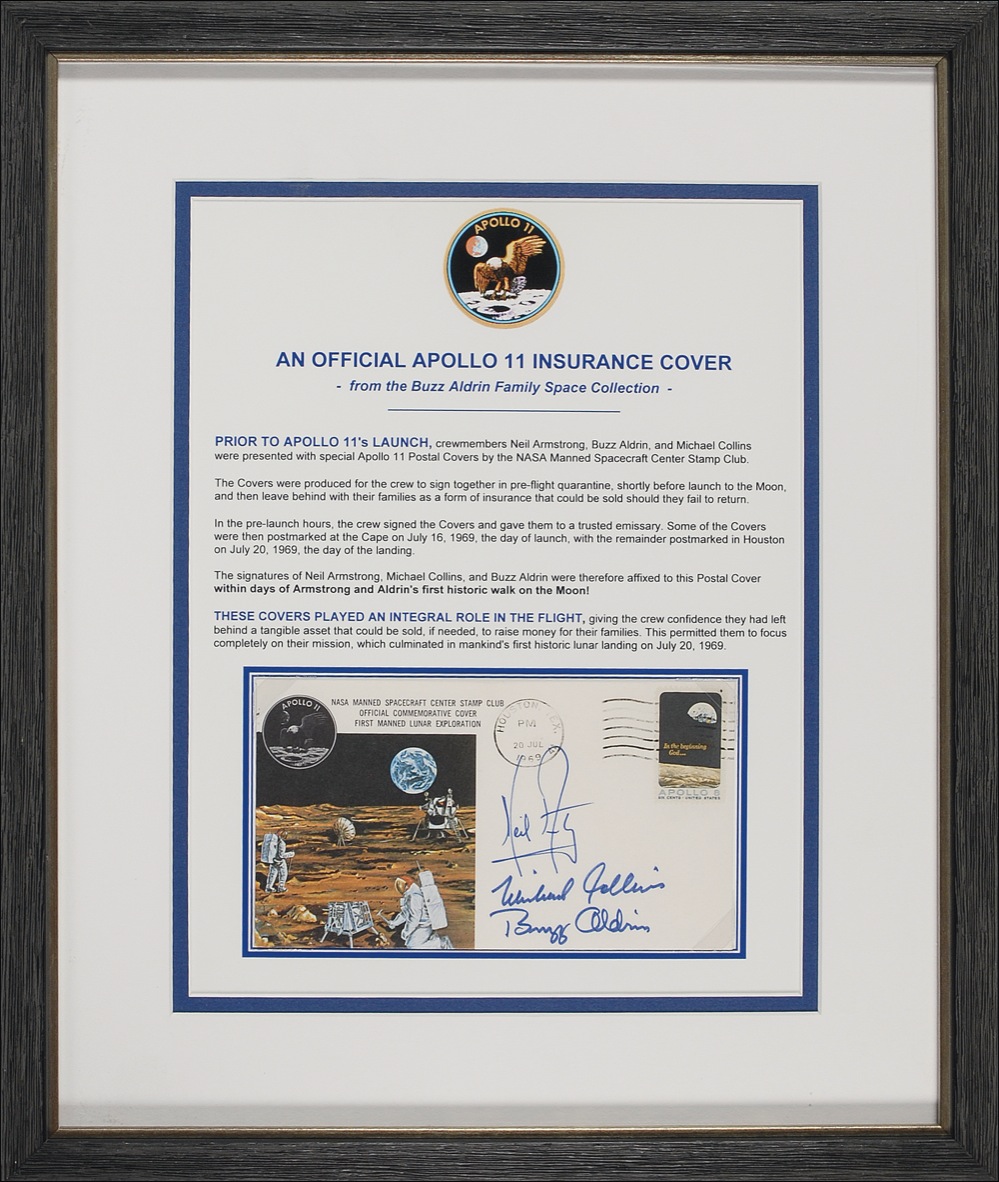 APOLLO 11
AN OFFICIAL APOLLO 11 INSURANCE COVER
- from the Buzz Aldrin Family Space Collection -
PRIOR TO APOLLO 11's LAUNCH, crewmembers Neil Armstrong, Buzz Aldrin, and Michael Collins
were presented with special Apollo 11 Postal Covers by the NASA Manned Spacecraft Center Stamp Club.
The Covers were produced for the crew to sign together in pre-flight quarantine, shortly before launch to the Moon,
and then leave behind with their families as a form of insurance that could be sold should they fail to return.
In the pre-launch hours, the crew signed the Covers and gave them to a trusted emissary. Some of the Covers
were then postmarked at the Cape on July 16, 1969, the day of launch, with the remainder postmarked in Houston
on July 20, 1969, the day of the landing.
The signatures of Neil Armstrong, Michael Collins, and Buzz Aldrin were therefore affixed to this Postal Cover
within days of Armstrong and Aldrin's first historic walk on the Moon!
THESE COVERS PLAYED AN INTEGRAL ROLE IN THE FLIGHT, giving the crew confidence they had left
behind a tangible asset that could be sold, if needed, to raise money for their families. This permitted them to focus
completely on their mission, which culminated in mankind's first historic lunar landing on July 20, 1969.
APOLLO 11
NASA MANNED SPACECRAFT CENTER STAMP CLUB
OFFICIAL COMMEMORATIVE COVER
FIRST MANNED LUNAR EXPLORATION
HOUSTON, TEX.
PM
20 JUL
1969
In the beginning
God...
APOLLO 8
SIX CENTS · UNITED STATES
Neil
Michael Collins
Buzz Aldrin